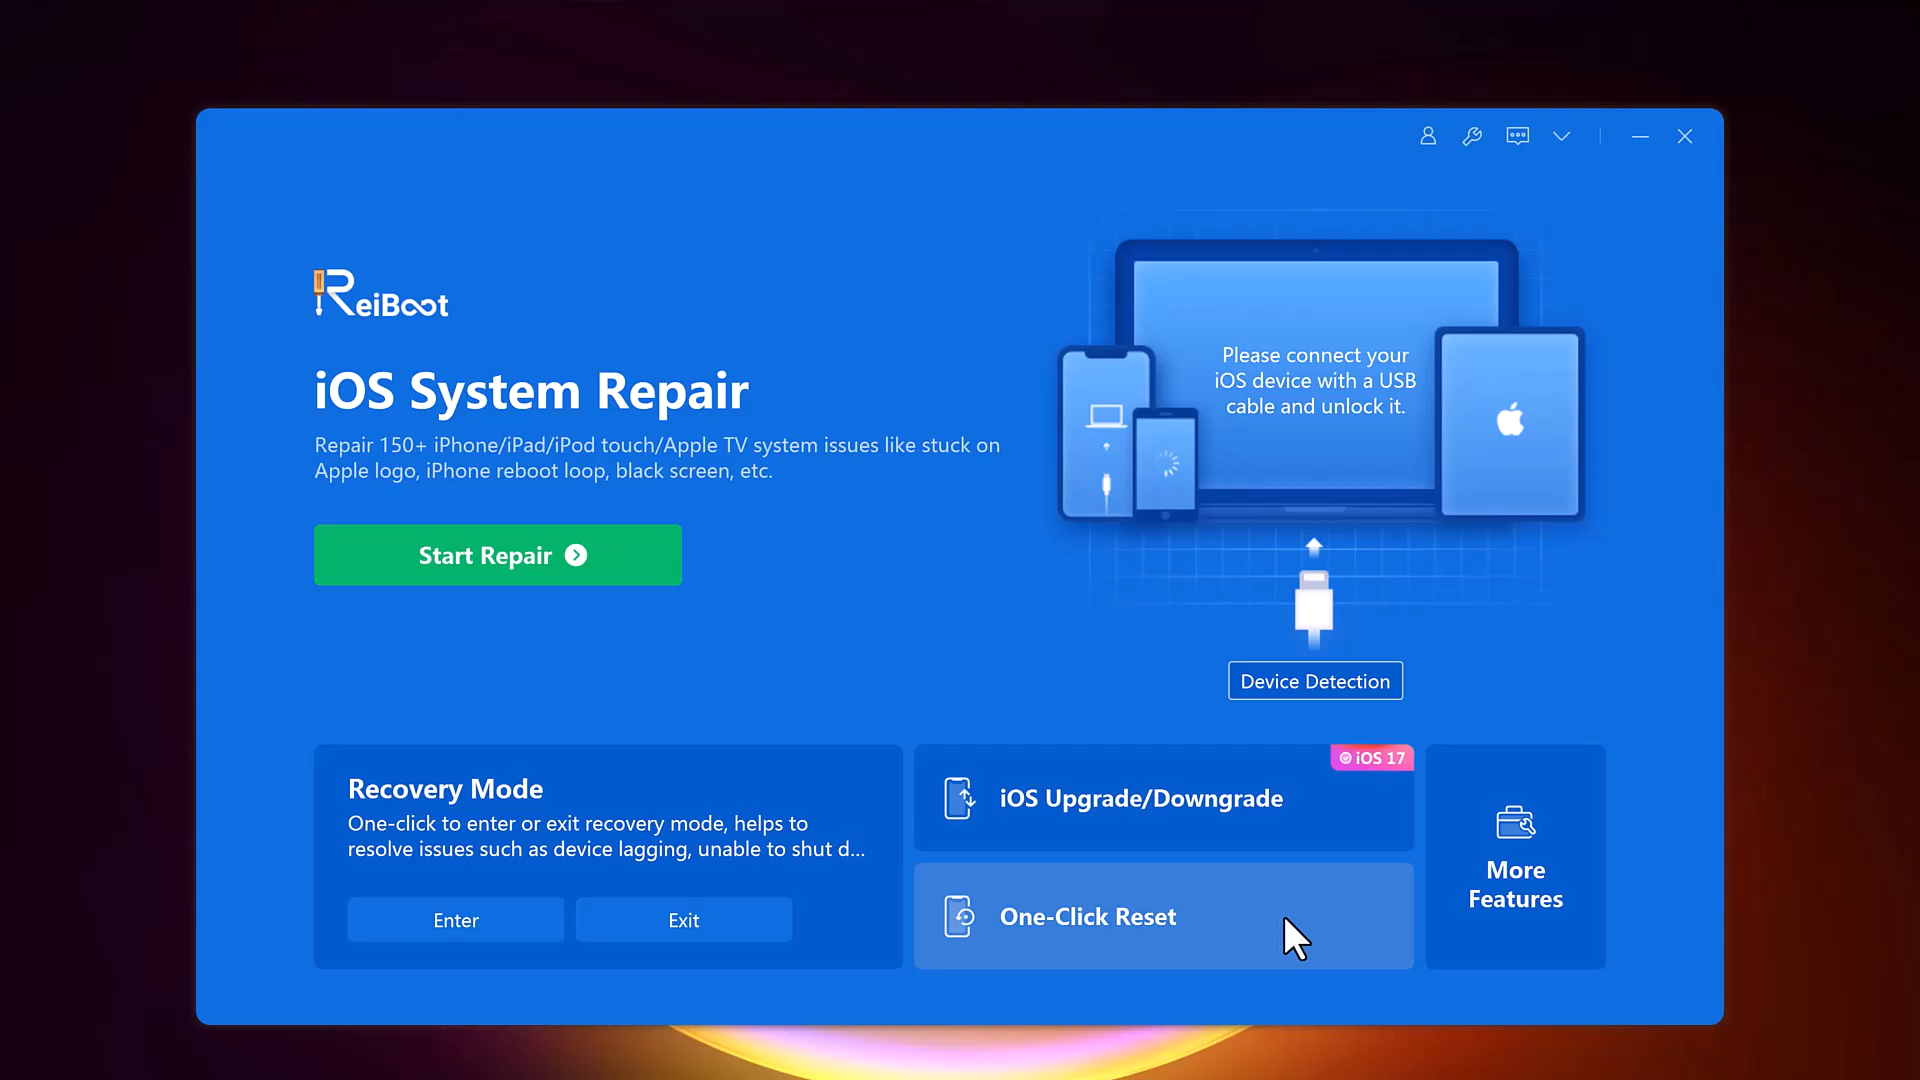 ReiBoot
iOS System Repair
Repair 150+ iPhone/iPad/iPod touch/Apple TV system issues like stuck on
Apple logo, iPhone reboot loop, black screen, etc.
Start Repair
Please connect your
iOS device with a USB
cable and unlock it.
Device Detection
Recovery Mode
One-click to enter or exit recovery mode, helps to
resolve issues such as device lagging, unable to shut d...
Enter
Exit
iOS 17
iOS Upgrade/Downgrade
One-Click Reset
More
Features